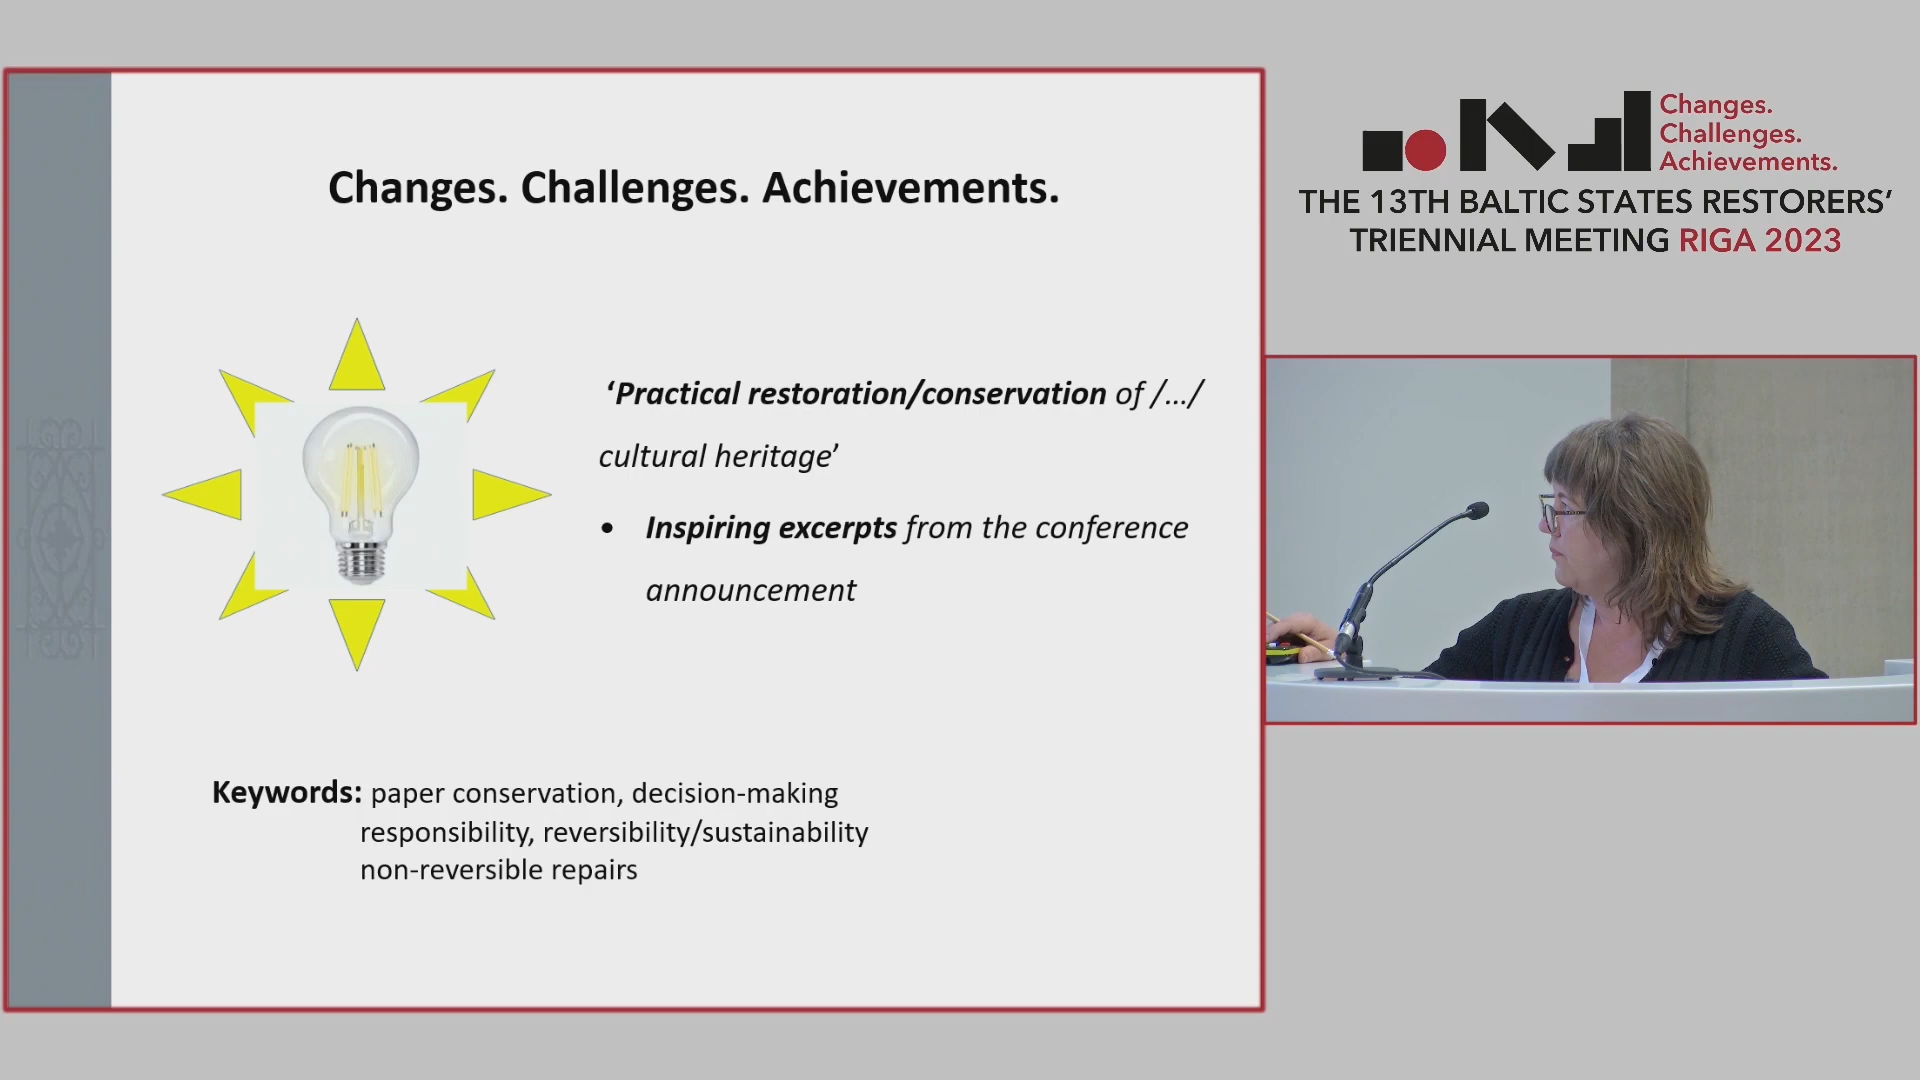 Changes. Challenges. Achievements.
‘Practical restoration/conservation of /…/
cultural heritage’
• Inspiring excerpts from the conference
announcement
Keywords: paper conservation, decision-making
responsibility, reversibility/sustainability
non-reversible repairs
Changes.
Challenges.
Achievements.
THE 13TH BALTIC STATES RESTORERS’
TRIENNIAL MEETING RIGA 2023